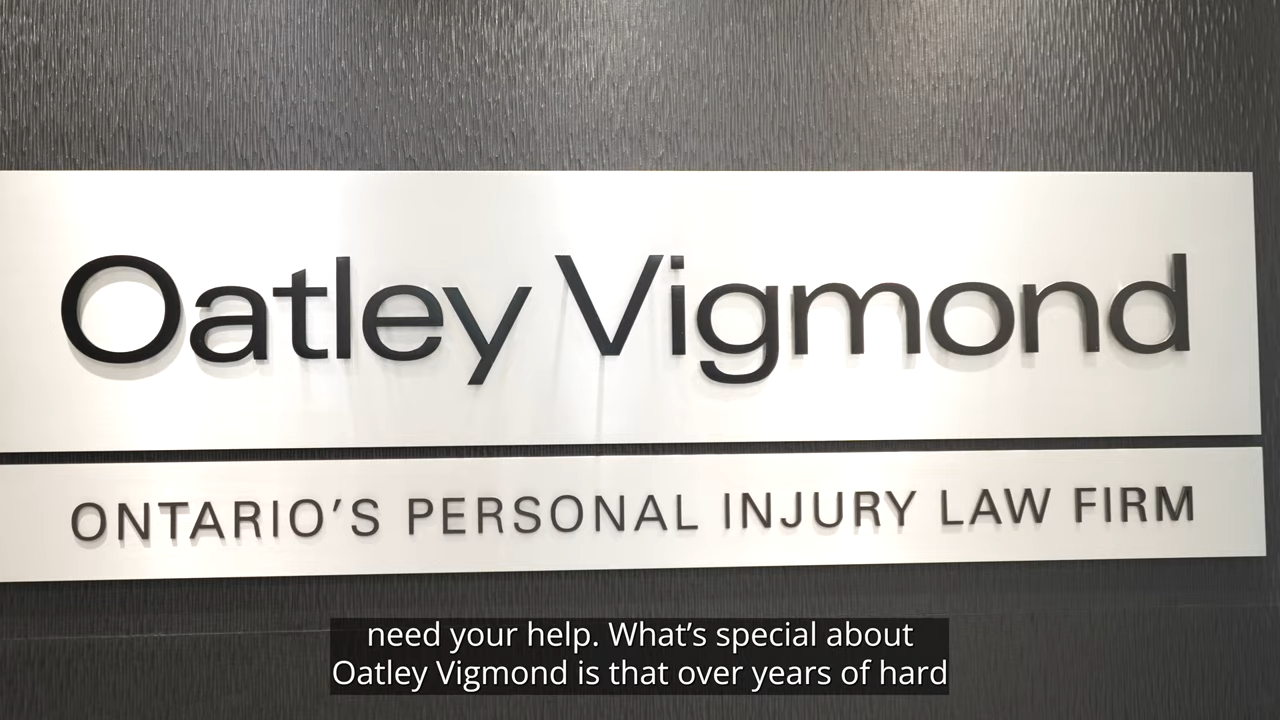 Oatley Vigmond
ONTARIO'S PERSONAL INJURY LAW FIRM
need your help. What's special about
Oatley Vigmond is that over years of hard